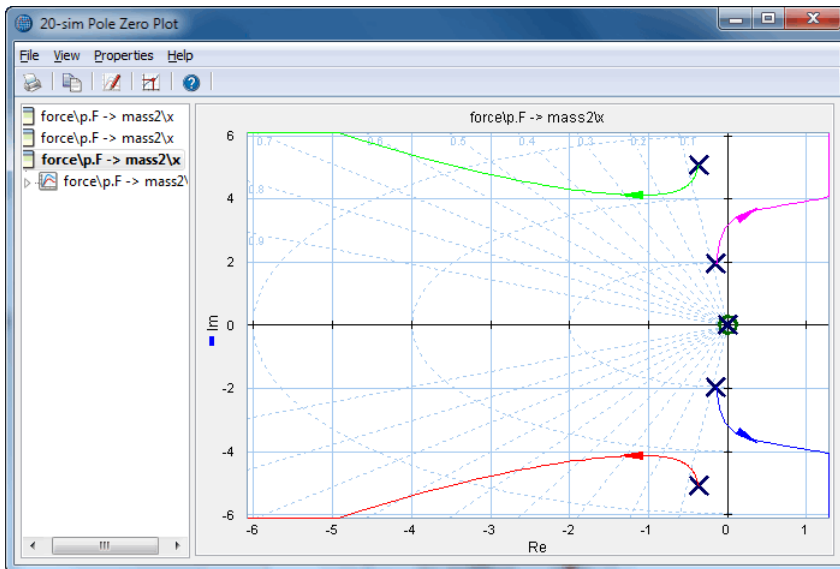 20-sim Pole Zero Plot
File View Properties Help
force\p.F -> mass2\x
force\p.F -> mass2\x
force\p.F -> mass2\x
force\p.F -> mass2\
force\p.F -> mass2\x
6
4
2
0
-2
-4
-6
Im
0.7
0.6
0.5
0.4
0.3
0.2
0.1
0.8
0.9
-6 -5 -4 -3 -2 -1 0 1
Re